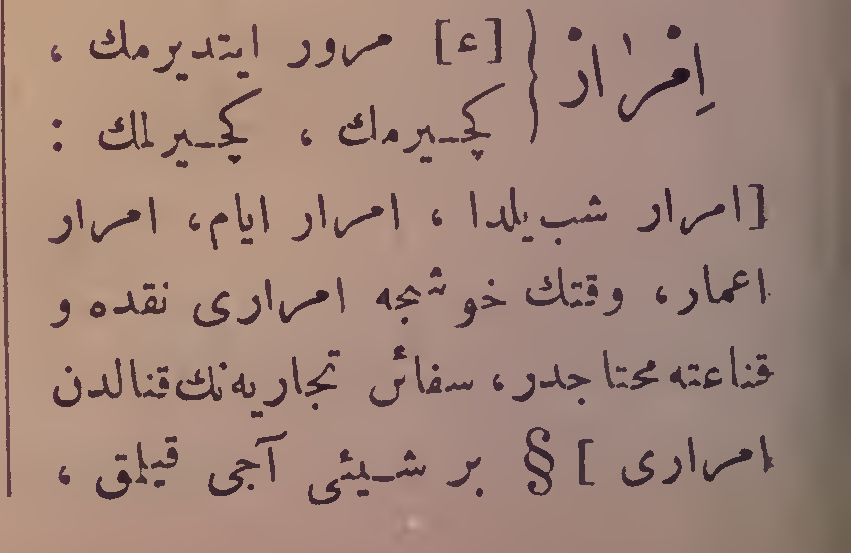 اِمْرَار } [ء] مرور ایتدیرمك ،
كچیرمك ، كچیرلمك :
[ امرار شب یلدا ، امرار ایام ، امرار
اعمار ، وقتك خوشجه امراری نقده و
قناعته محتاجدر ، سفائن تجاریه‌نك قنالدن
امراری ] § بر شیئی آجی قیلمق ،